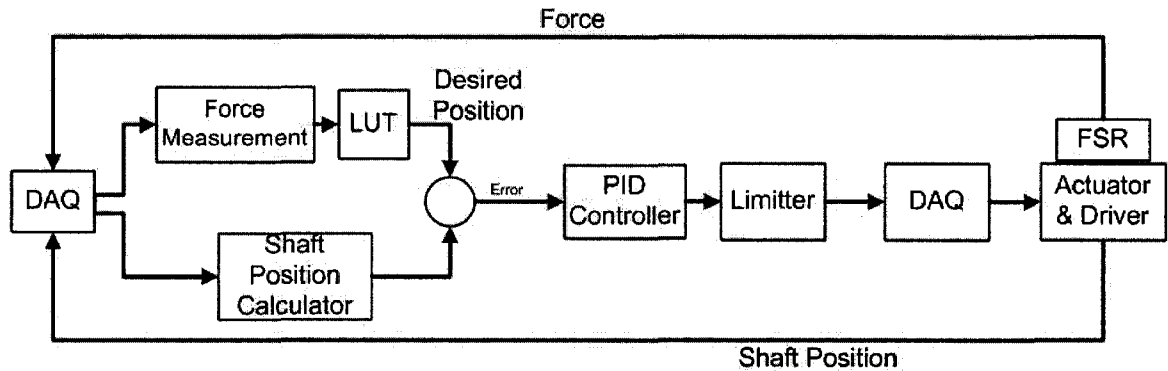 Force
Desired
Position
Force
Measurement
LUT
FSR
DAQ
Error
PID
Controller
Limitter
DAQ
Actuator
& Driver
Shaft
Position
Calculator
Shaft Position